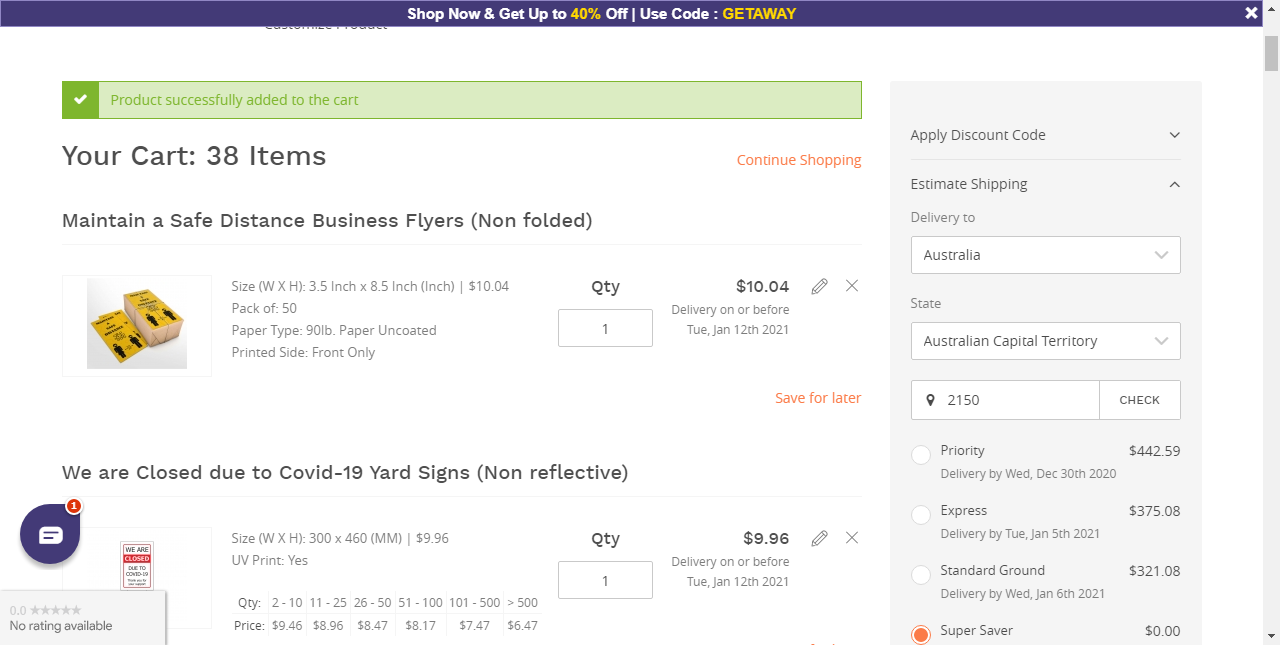 Shop Now & Get Up to 40% Off | Use Code : GETAWAY
Customize Product
Product successfully added to the cart
Your Cart: 38 Items
Continue Shopping
Maintain a Safe Distance Business Flyers (Non folded)
Size (W X H): 3.5 Inch x 8.5 Inch (Inch) | $10.04
Pack of: 50
Paper Type: 90lb. Paper Uncoated
Printed Side: Front Only
Qty
1
$10.04
Delivery on or before
Tue, Jan 12th 2021
Save for later
We are Closed due to Covid-19 Yard Signs (Non reflective)
WE ARE
CLOSED
DUE TO
COVID-19
Thank you for
your support
Size (W X H): 300 x 460 (MM) | $9.96
UV Print: Yes
Qty: 2 - 10 11 - 25 26 - 50 51 - 100 101 - 500 > 500
Price: $9.46 $8.96 $8.47 $8.17 $7.47 $6.47
Qty
1
$9.96
Delivery on or before
Tue, Jan 12th 2021
Apply Discount Code
Estimate Shipping
Delivery to
Australia
State
Australian Capital Territory
2150 CHECK
Priority $442.59
Delivery by Wed, Dec 30th 2020
Express $375.08
Delivery by Tue, Jan 5th 2021
Standard Ground $321.08
Delivery by Wed, Jan 6th 2021
Super Saver $0.00
1
0.0
No rating available